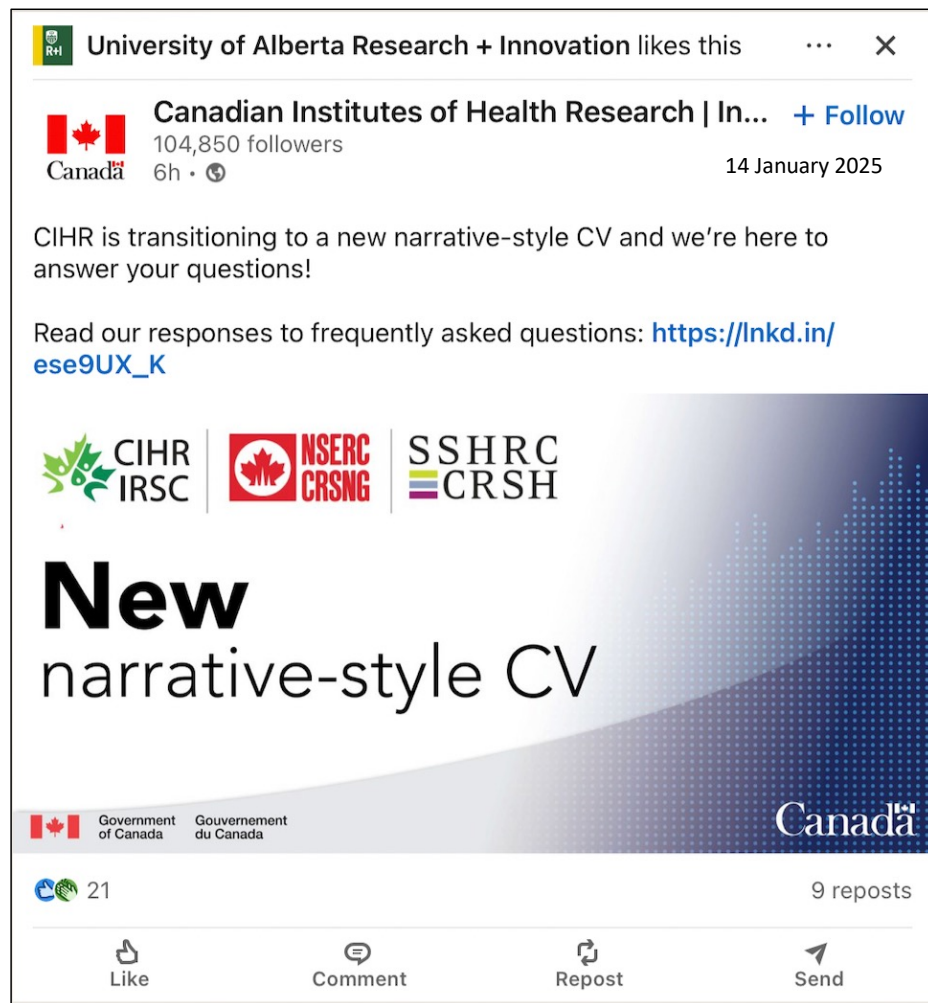 R+I
University of Alberta Research + Innovation likes this
Canadian Institutes of Health Research | In...
+ Follow
Canada
104,850 followers
6h •
14 January 2025
CIHR is transitioning to a new narrative-style CV and we're here to
answer your questions!
Read our responses to frequently asked questions: https://lnkd.in/
ese9UX_K
CIHR
IRSC
NSERC
CRSNG
SSHRC
CRSH
New
narrative-style CV
Government
of Canada
Gouvernement
du Canada
Canada
21
9 reposts
Like
Comment
Repost
Send